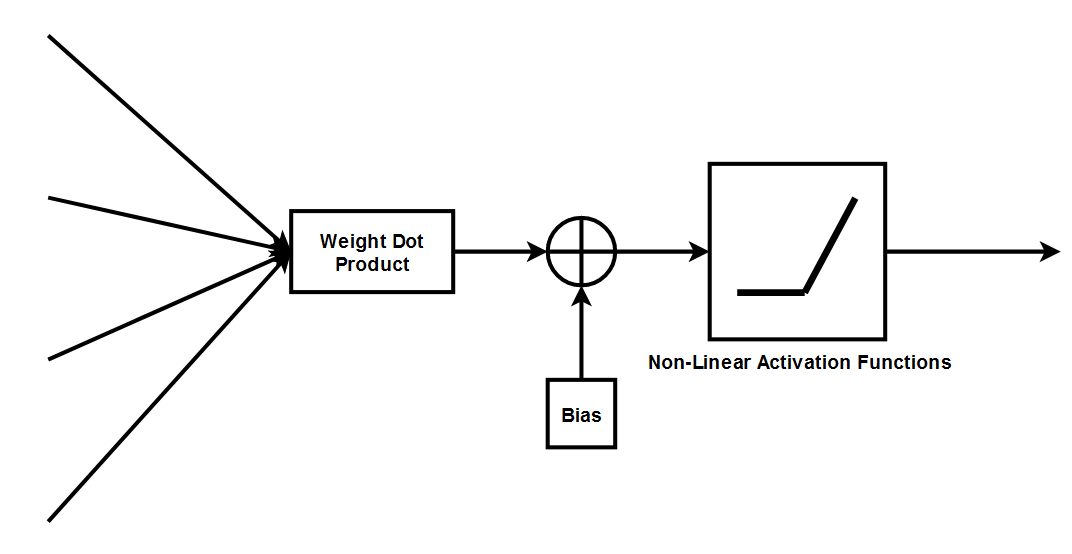 Weight Dot
Product
Non-Linear Activation Functions
Bias